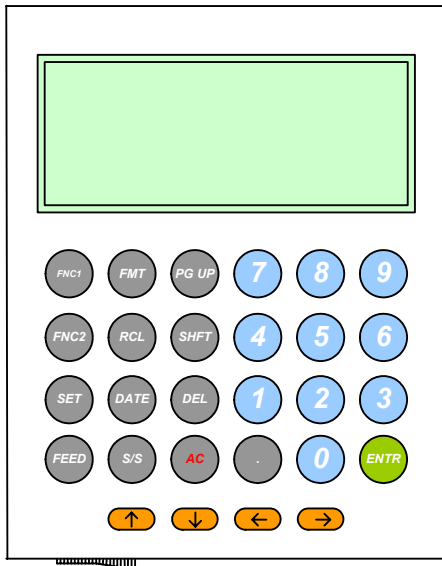 FNC1 FMT PG UP 7 8 9
FNC2 RCL SHFT 4 5 6
SET DATE DEL 1 2 3
FEED S/S AC . 0 ENTR
↑ ↓ ← →